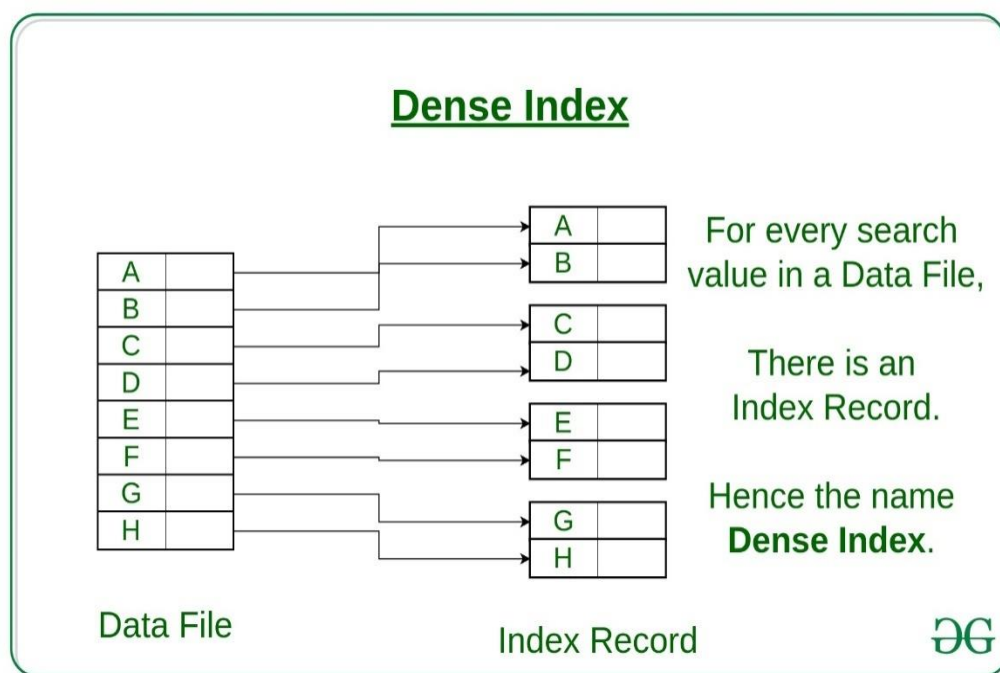 Dense Index
A
B
C
D
E
F
G
H
Data File
A
B
C
D
E
F
G
H
Index Record
For every search
value in a Data File,
There is an
Index Record.
Hence the name
Dense Index.